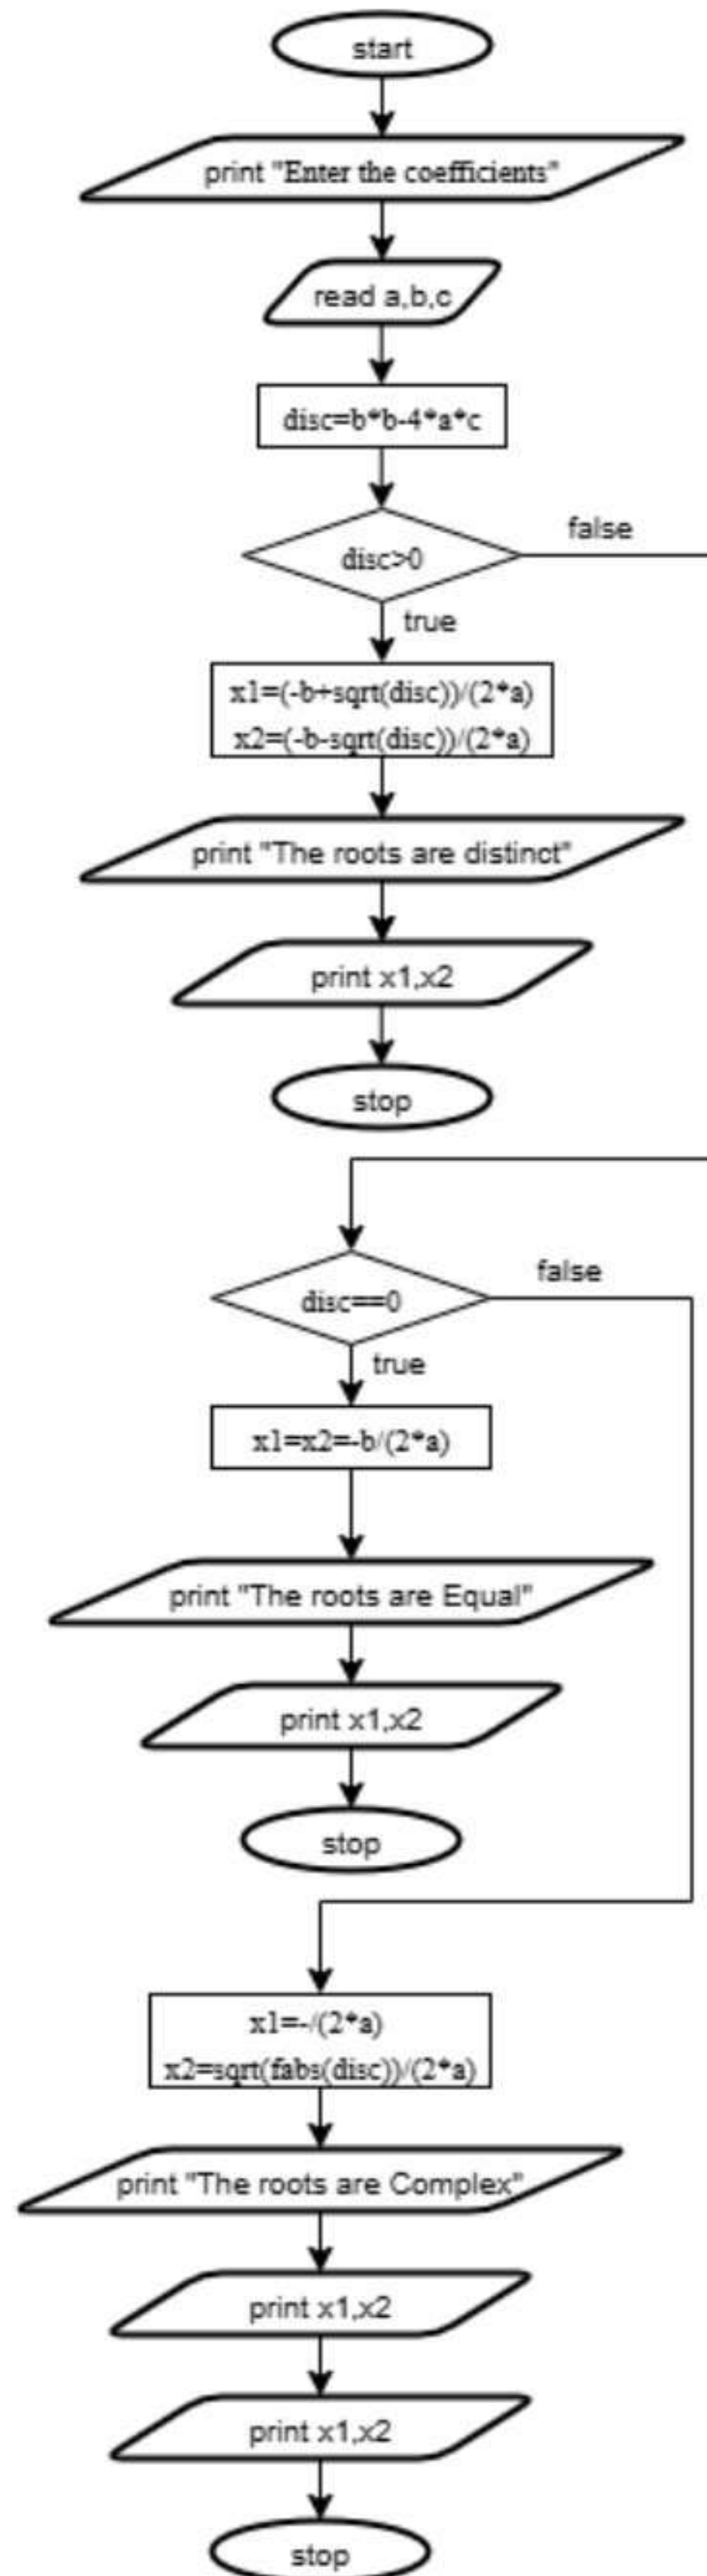 start
print "Enter the coefficients"
read a,b,c
disc=b*b-4*a*c
disc>0
false
true
x1=(-b+sqrt(disc))/(2*a)
x2=(-b-sqrt(disc))/(2*a)
print "The roots are distinct"
print x1,x2
stop
disc==0
false
true
x1=x2=-b/(2*a)
print "The roots are Equal"
print x1,x2
stop
x1=-/(2*a)
x2=sqrt(fabs(disc))/(2*a)
print "The roots are Complex"
print x1,x2
print x1,x2
stop